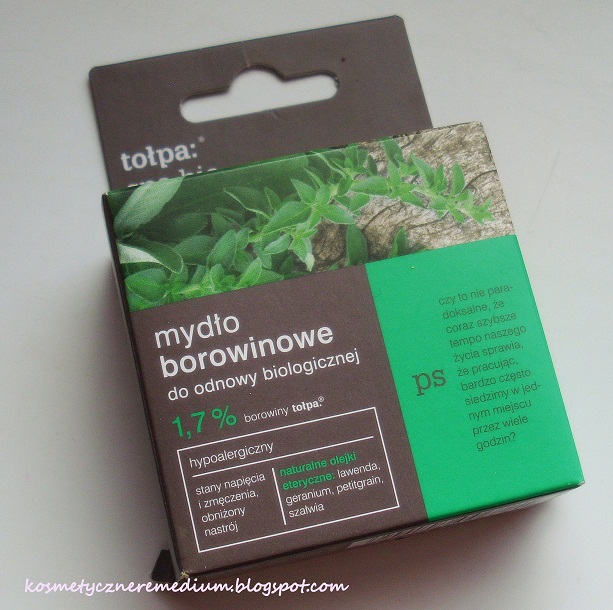 tołpa:®
mydło
borowinowe
do odnowy biologicznej
1,7% borowiny tołpa.®
hypoalergiczny
stany napięcia
i zmęczenia,
obniżony
nastrój
naturalne olejki
eteryczne: lawenda,
geranium, petitgrain,
szałwia
ps
czy to nie para-
doksalne, że
coraz szybsze
tempo naszego
życia sprawia,
że pracując,
bardzo często
siedzimy w jed-
nym miejscu
przez wiele
godzin?
kosmetyczneremedium.blogspot.com